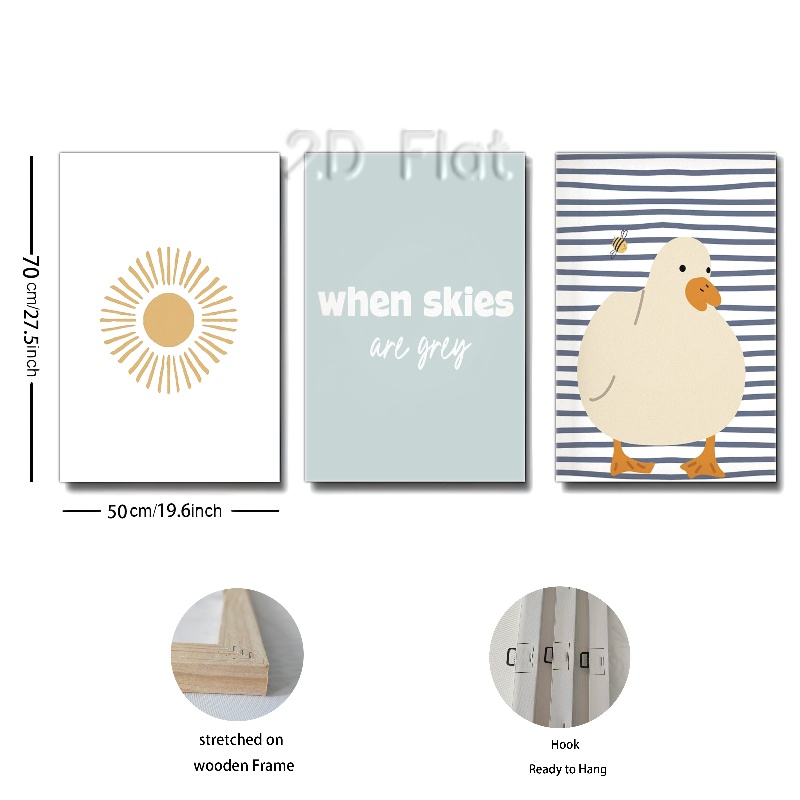 2D Flat
70 cm/27.5inch
when skies
are grey
50cm/19.6inch
stretched on
wooden Frame
Hook
Ready to Hang